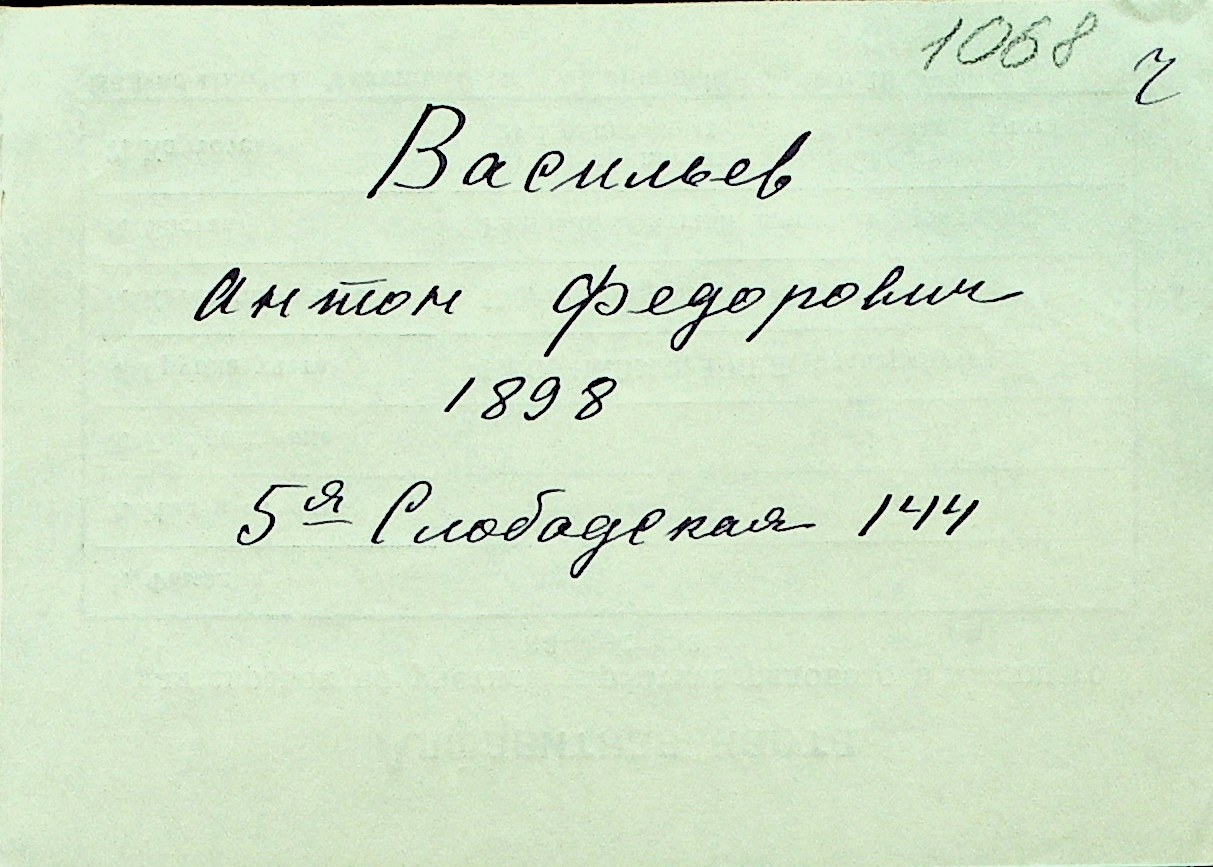 1068 ч
Васильев
Антон Федорович
1898
5я Слободская 144